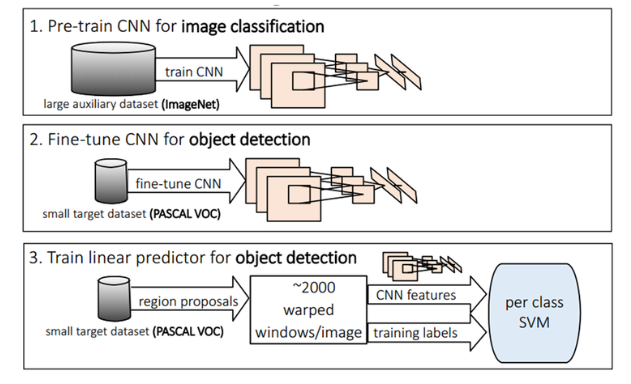 1. Pre-train CNN for image classification
train CNN
large auxiliary dataset (ImageNet)
2. Fine-tune CNN for object detection
fine-tune CNN
small target dataset (PASCAL VOC)
3. Train linear predictor for object detection
region proposals
~2000
warped
windows/image
CNN features
training labels
per class
SVM
small target dataset (PASCAL VOC)